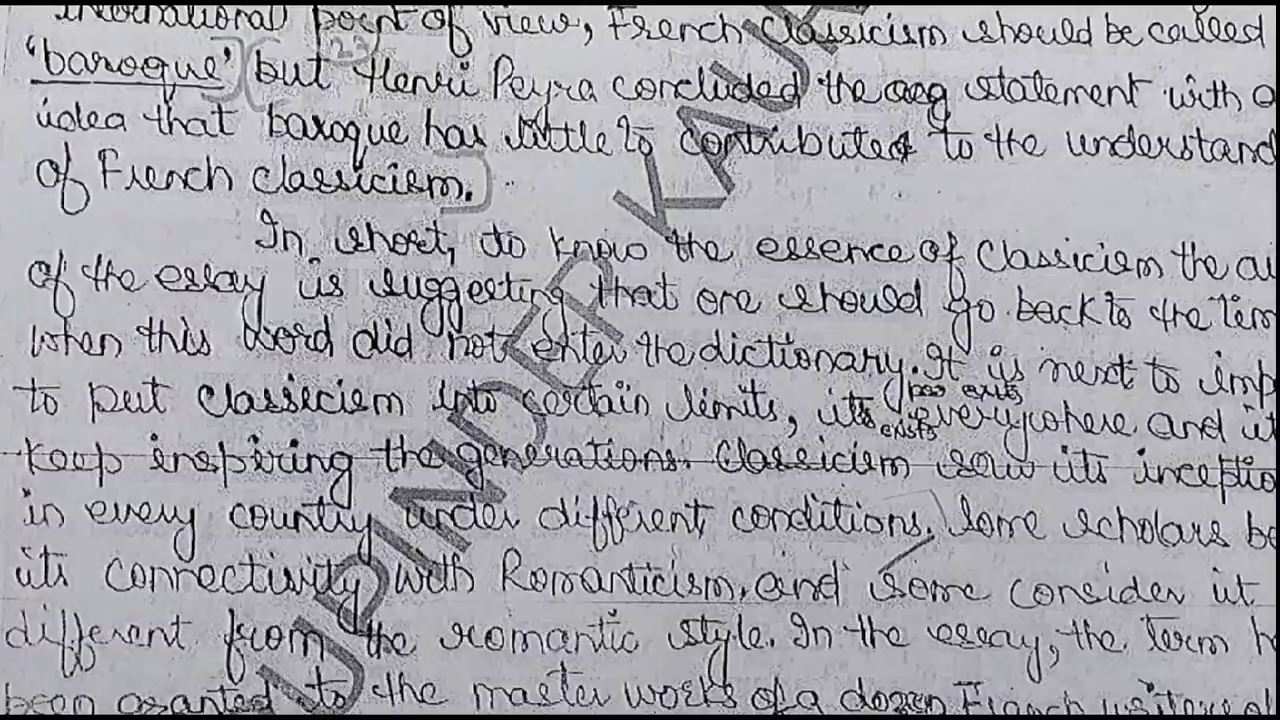 international point of view, French Classicism should be called
'baroque' but Henri Peyra concluded the statement with a
idea that baroque has little to contributed to the understand
of French classicism.
In short, to know the essence of Classicism the au
of the essay is suggesting that one should go back to the
when this word did not enter the dictionary. It is next to imp
to put Classicism into certain limits, its exists everywhere and it
Keep inspiring the generations. Classicism saw its inceptio
in every country under different conditions. Some scholars be
its connectivity with Romanticism, and some consider it
different from the romantic style. In the essay, the term h
been granted to the master works of a dozen French writers of
UDINDER KAUR